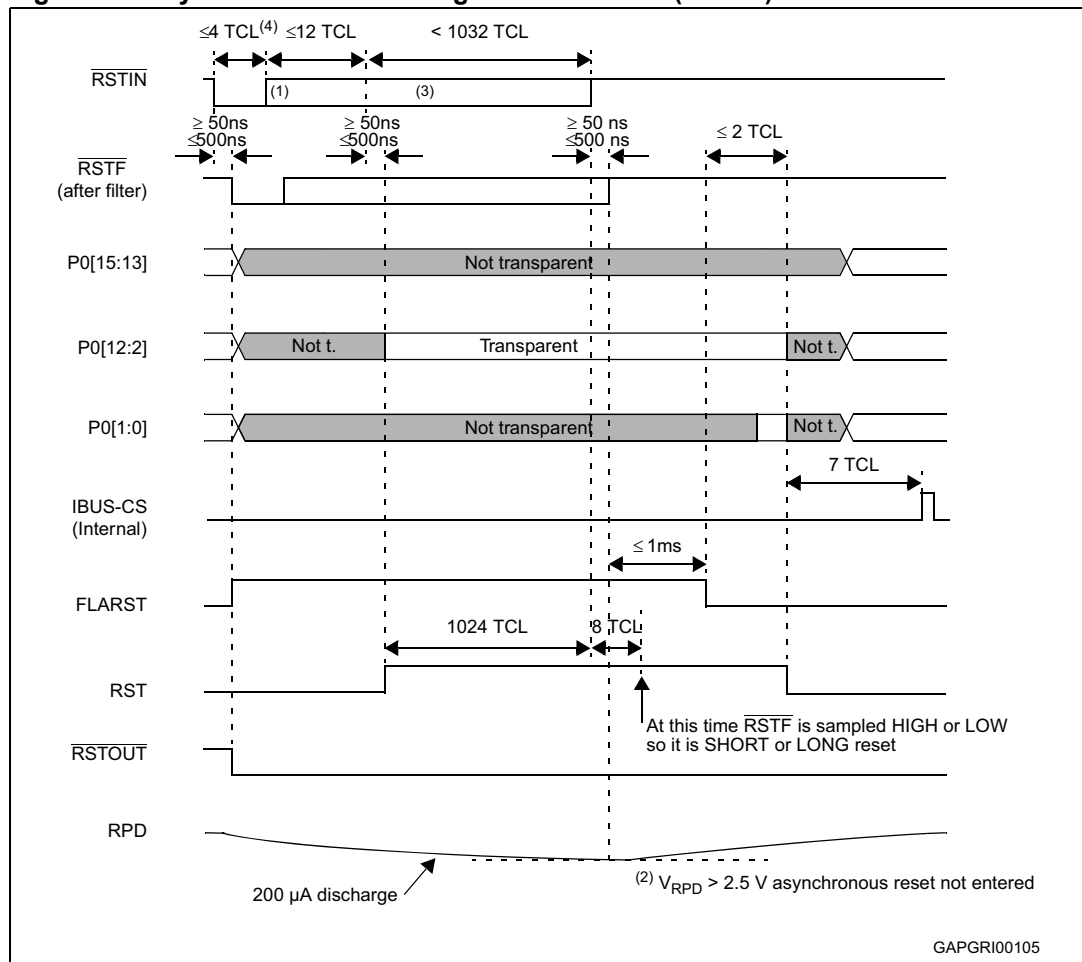 ≤4 TCL(4) ≤12 TCL < 1032 TCL
RSTIN
(1) (3)
≥ 50ns ≥ 50ns ≥ 50 ns
≤500ns ≤500ns ≤500 ns
≤ 2 TCL
RSTF
(after filter)
P0[15:13] Not transparent
P0[12:2] Not t. Transparent Not t.
P0[1:0] Not transparent Not t.
7 TCL
IBUS-CS
(Internal)
≤ 1ms
FLARST
1024 TCL 8 TCL
RST
At this time RSTF is sampled HIGH or LOW
so it is SHORT or LONG reset
RSTOUT
RPD
200 µA discharge
(2) VRPD > 2.5 V asynchronous reset not entered
GAPGRI00105